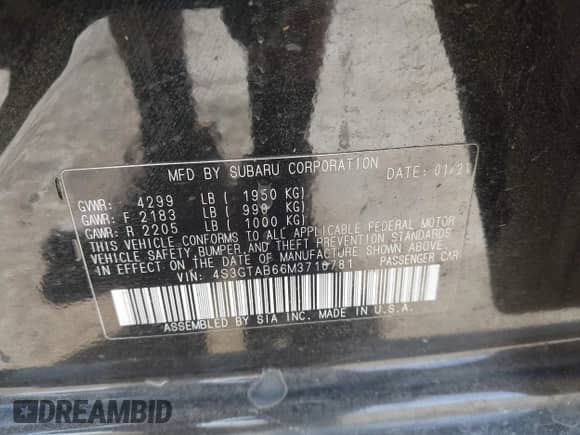 MFD BY SUBARU CORPORATION DATE: 01/21
GVWR: 4299 LB ( 1950 KG)
GAWR: F 2183 LB ( 990 KG)
GAWR: R 2205 LB ( 1000 KG)
THIS VEHICLE CONFORMS TO ALL APPLICABLE FEDERAL MOTOR
VEHICLE SAFETY, BUMPER, AND THEFT PREVENTION STANDARDS
IN EFFECT ON THE DATE OF MANUFACTURE SHOWN ABOVE.
VIN: 4S3GTAB66M3710781 PASSENGER CAR
ASSEMBLED BY SIA INC. MADE IN U.S.A.
DREAMBID